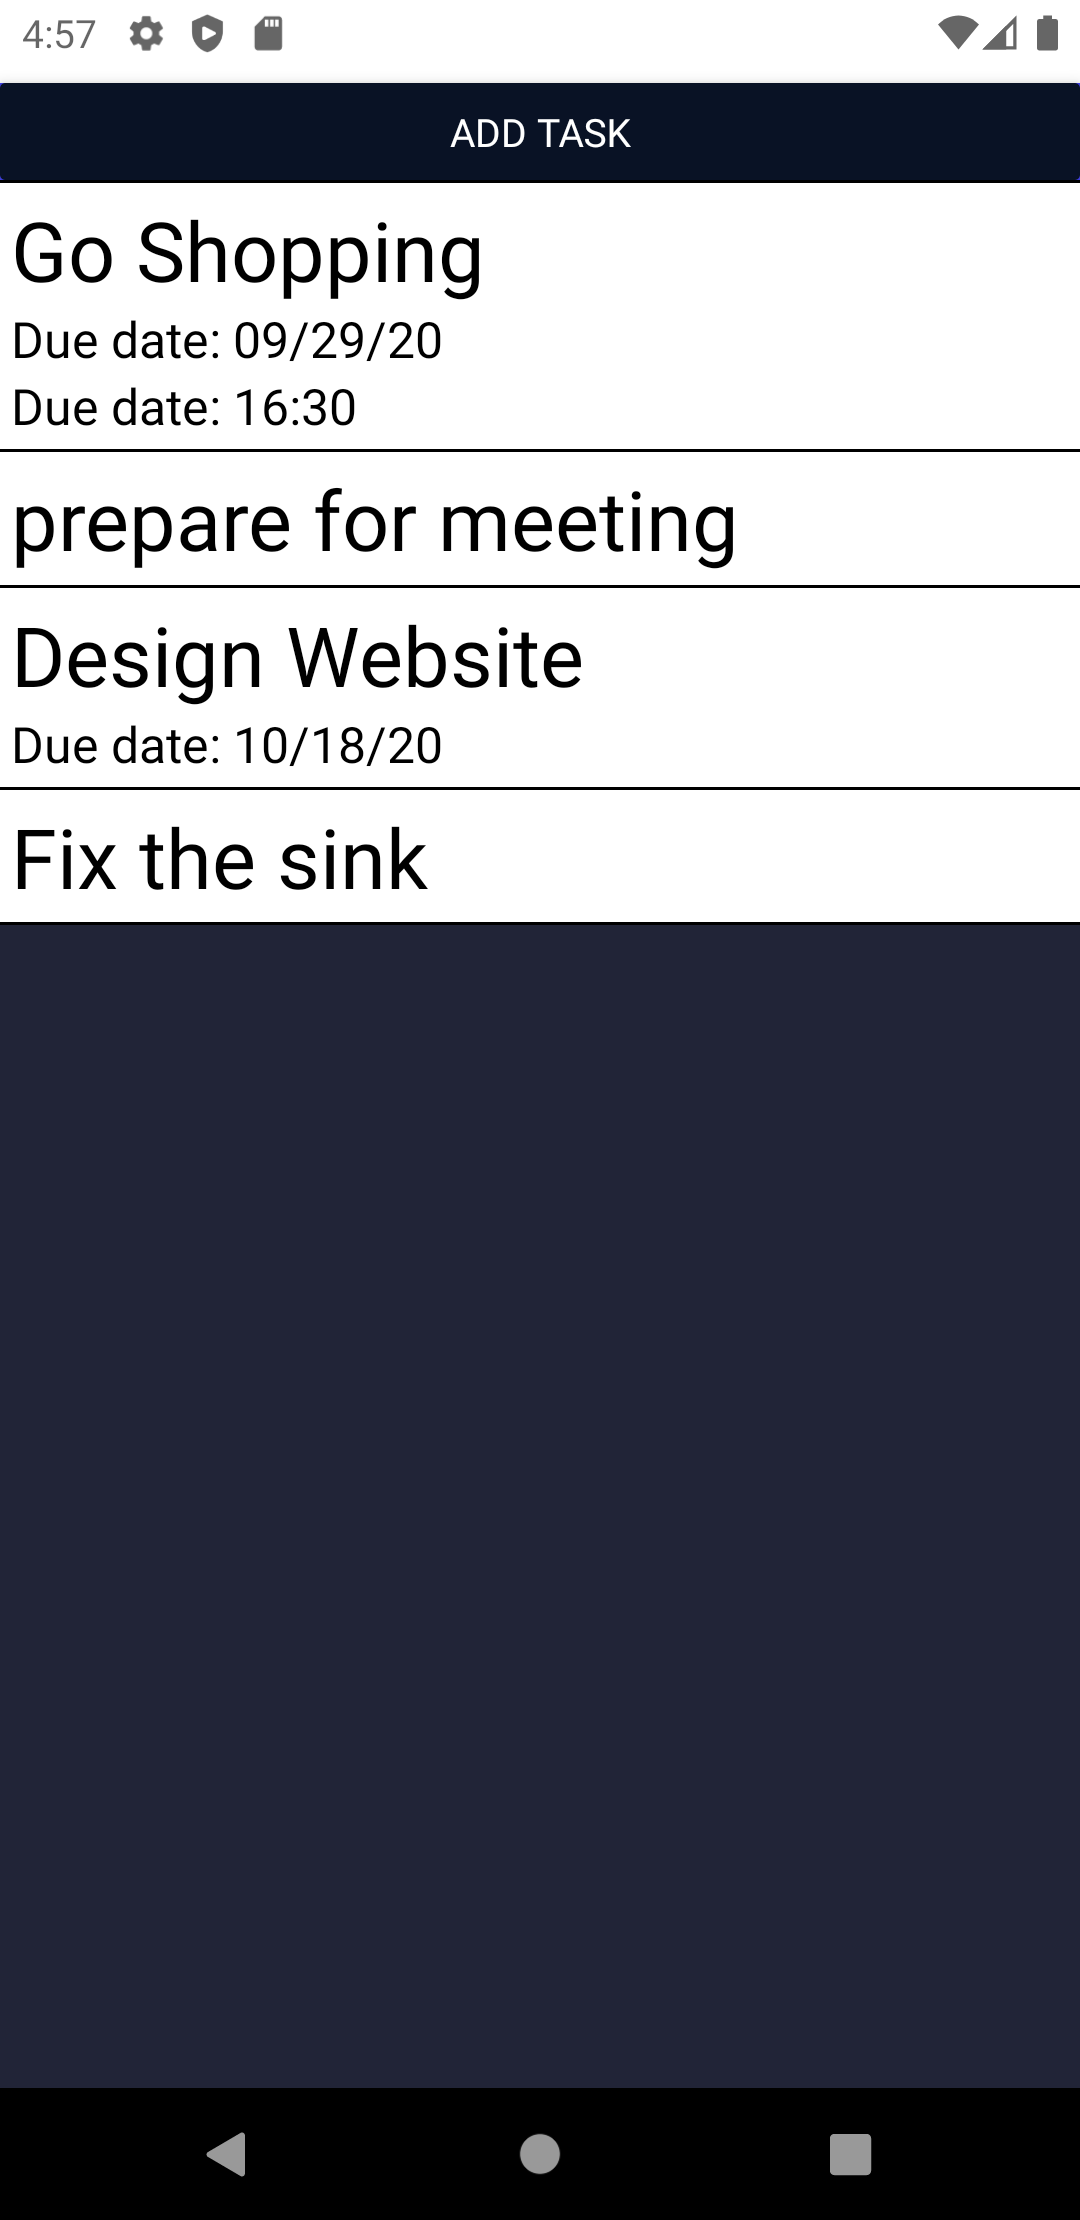 4:57
ADD TASK
Go Shopping
Due date: 09/29/20
Due date: 16:30
prepare for meeting
Design Website
Due date: 10/18/20
Fix the sink